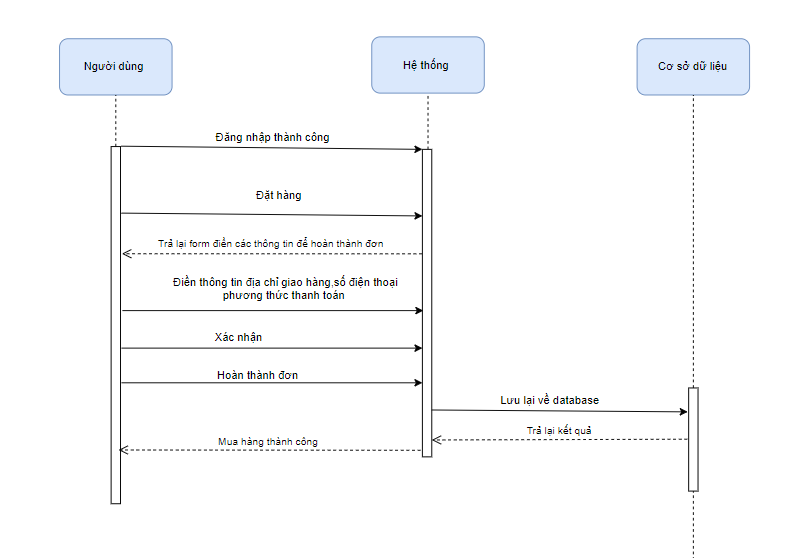 Người dùng
Hệ thống
Cơ sở dữ liệu
Đăng nhập thành công
Đặt hàng
Trả lại form điền các thông tin để hoàn thành đơn
Điền thông tin địa chỉ giao hàng,số điện thoại
phương thức thanh toán
Xác nhận
Hoàn thành đơn
Lưu lại về database
Trả lại kết quả
Mua hàng thành công